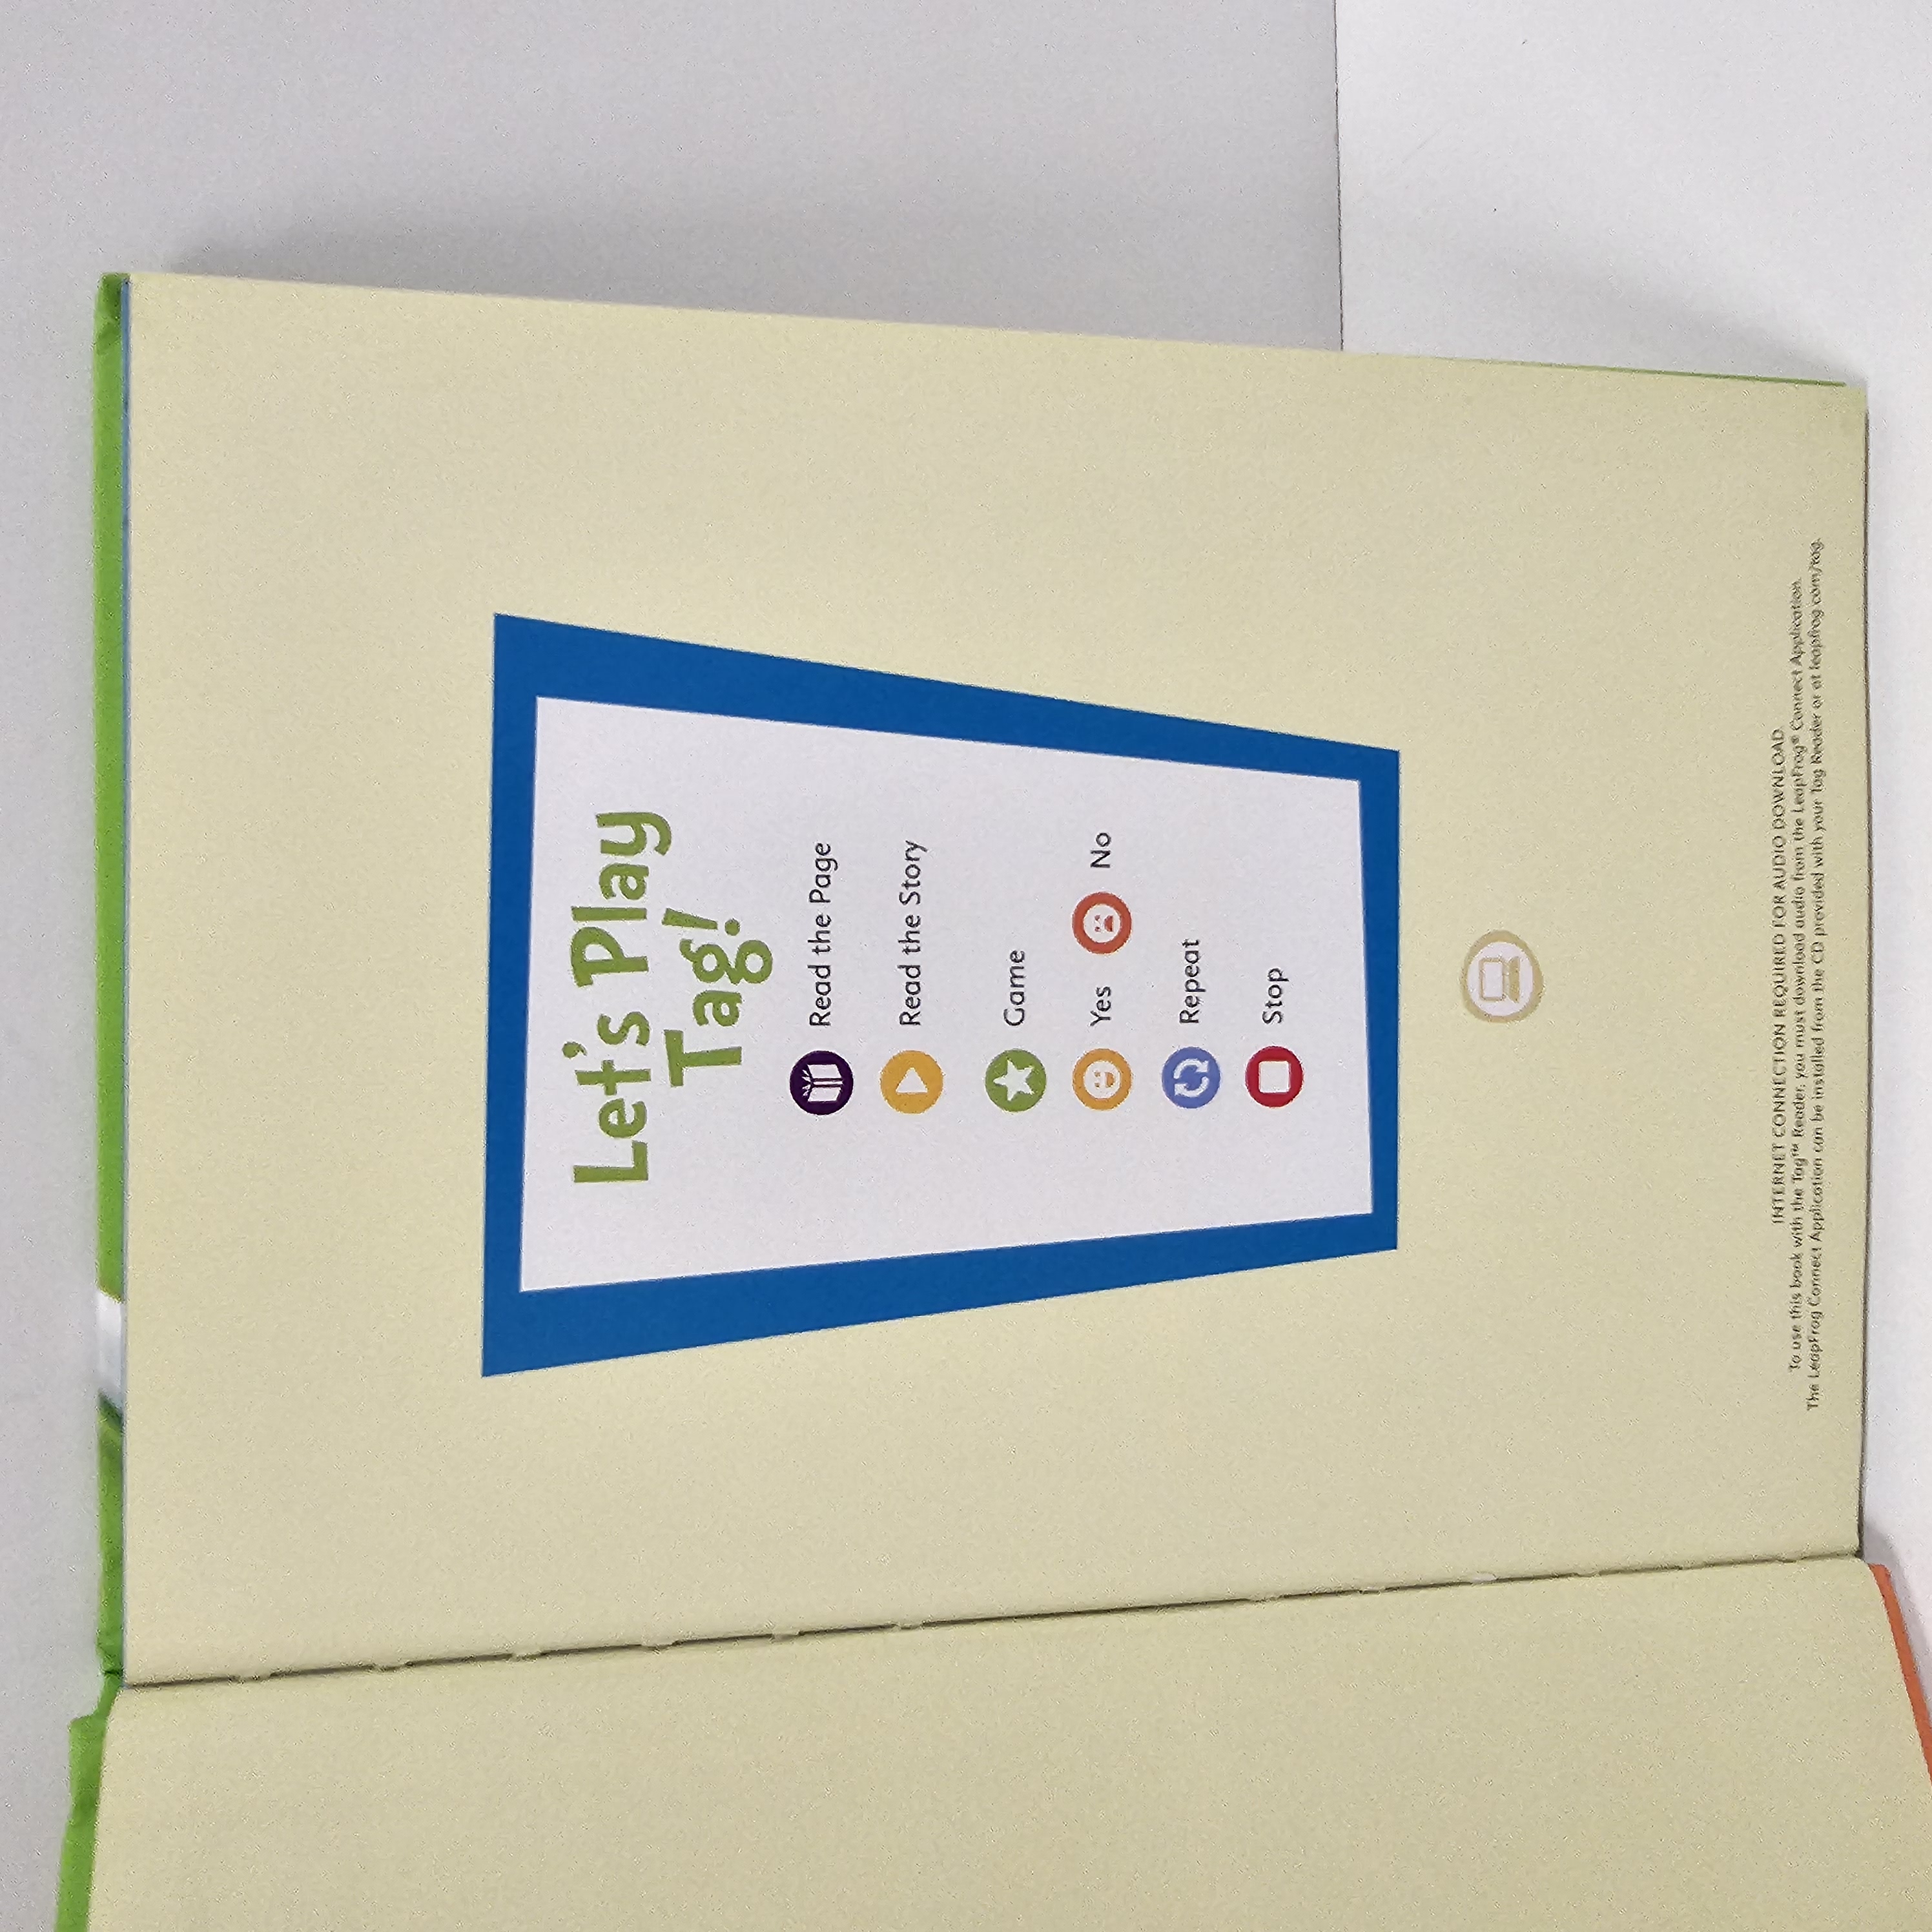 Let's Play
Tag!
Read the Page
Read the Story
Game
Yes No
Repeat
Stop
INTERNET CONNECTION REQUIRED FOR AUDIO DOWNLOAD.
To use this book with the Tag™ Reader, you must download audio from the LeapFrog® Connect Application.
The LeapFrog Connect Application can be installed from the CD provided with your Tag Reader or at leapfrog.com/tag.